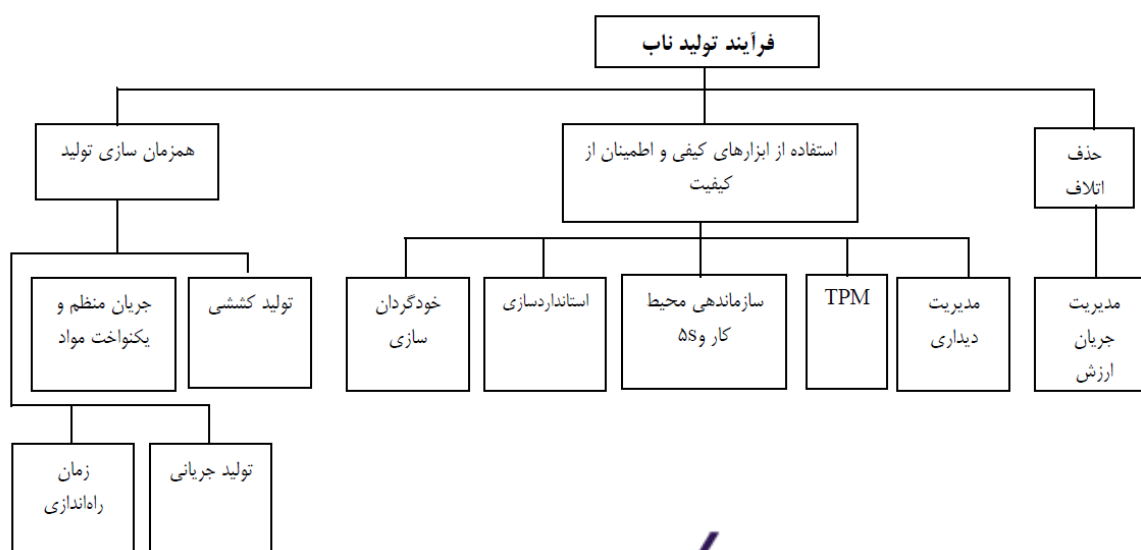 فرآیند تولید ناب
حذف
اتلاف
استفاده از ابزارهای کیفی و اطمینان از
کیفیت
همزمان سازی تولید
مدیریت
جریان
ارزش
مدیریت
دیداری
TPM
سازماندهی محیط
کار و۵s
استانداردسازی
خودگردان
سازی
تولید کششی
جریان منظم و
یکنواخت مواد
تولید جریانی
زمان
راه‌اندازی